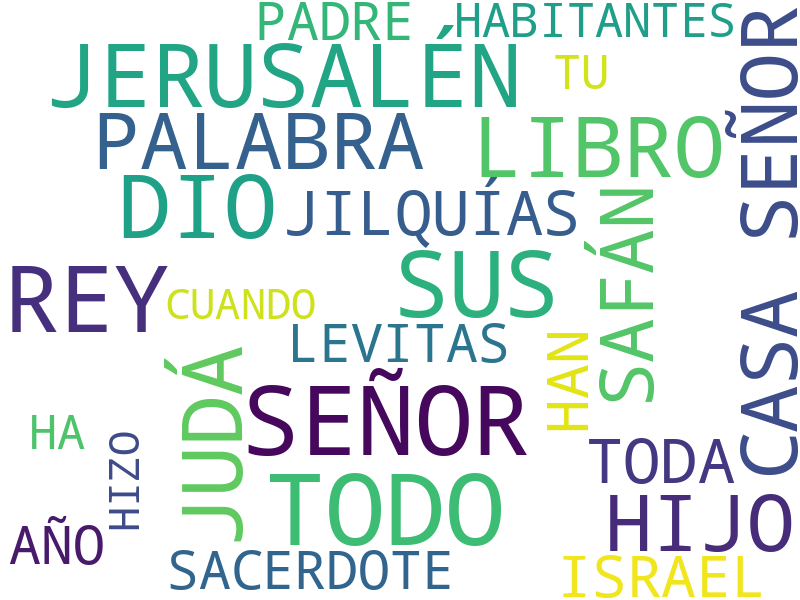 PADRE HABITANTES
JERUSALÉN TU
PALABRA LIBRO
DIO JILQUÍAS
CASA SEÑOR
SAFÁN
REY CUANDO SUS
LEVITAS HAN
JUDÁ SEÑOR
HA HIZO
TODO TODA
HIJO
AÑO SACERDOTE ISRAEL